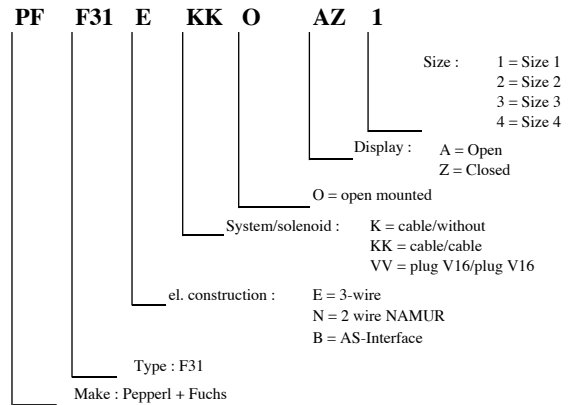 PF F31 E KK O AZ 1
Size : 1 = Size 1
2 = Size 2
3 = Size 3
4 = Size 4
Display : A = Open
Z = Closed
O = open mounted
System/solenoid : K = cable/without
KK = cable/cable
VV = plug V16/plug V16
el. construction : E = 3-wire
N = 2 wire NAMUR
B = AS-Interface
Type : F31
Make : Pepperl + Fuchs